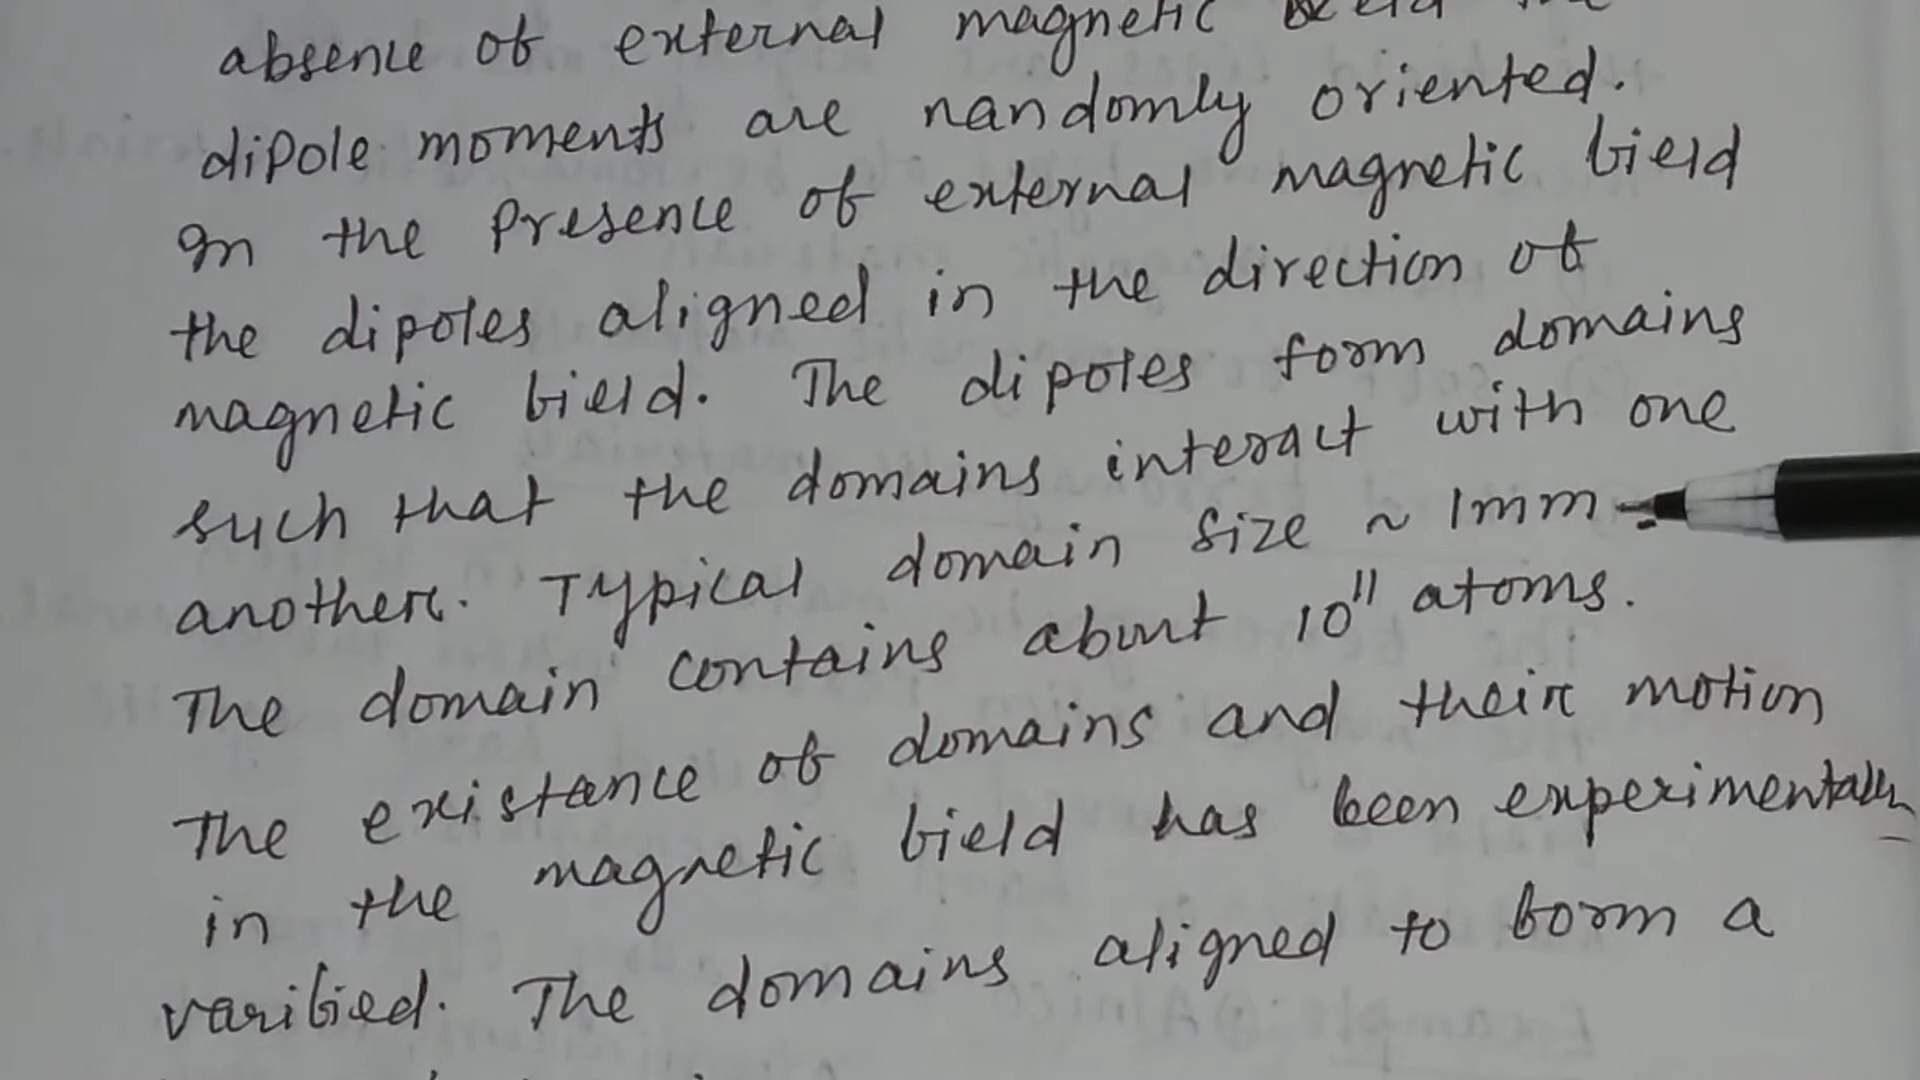 absence of external magnetic field the
dipole moments are randomly oriented.
In the presence of external magnetic field
the dipoles aligned in the direction of
magnetic field. The dipoles form domains
such that the domains interact with one
another. Typical domain size ~ 1mm
The domain contains about 10¹¹ atoms.
The existance of domains and their motion
in the magnetic field has been experimentally
varified. The domains aligned to form a